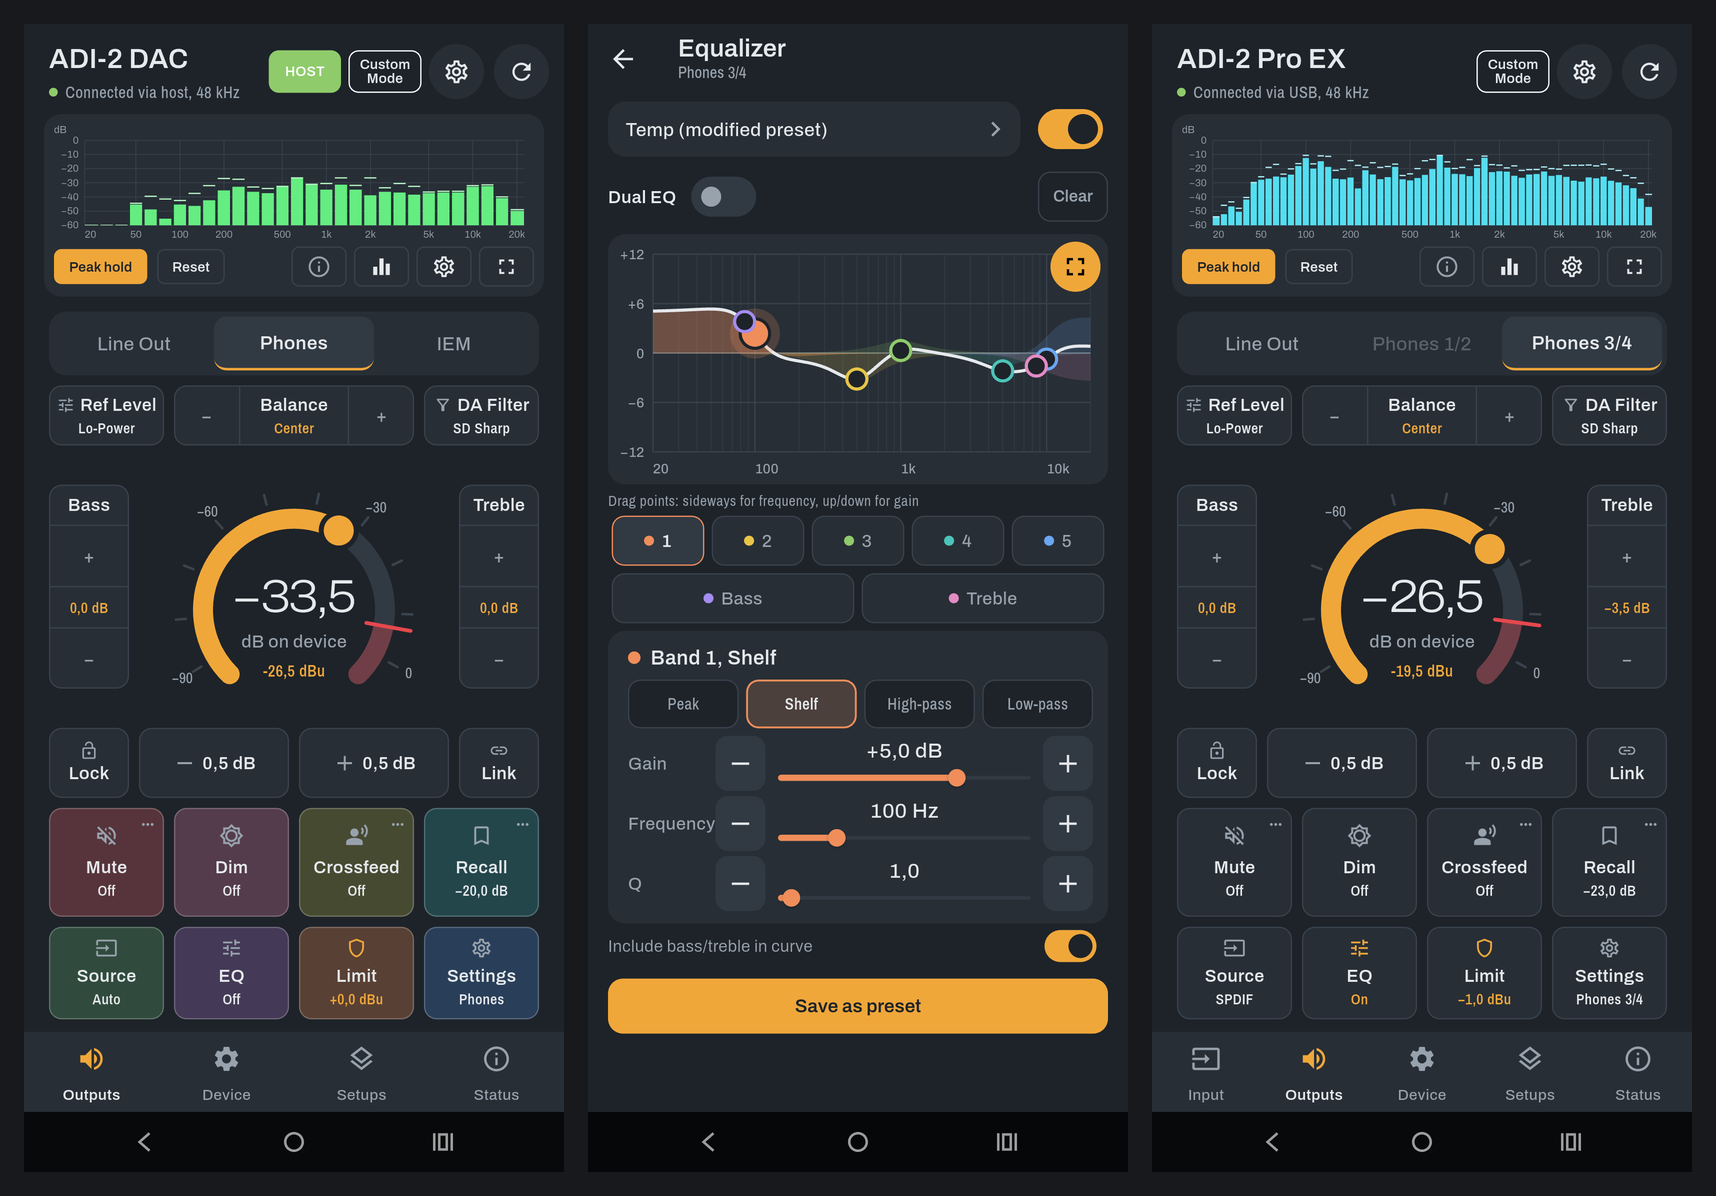 ADI-2 DAC
Connected via host, 48 kHz
HOST
Custom
Mode
dB
0
−10
−20
−30
−40
−50
−60
20 50 100 200 500 1k 2k 5k 10k 20k
Peak hold
Reset
Line Out
Phones
IEM
Ref Level
Lo-Power
−
Balance
Center
+
DA Filter
SD Sharp
Bass
+
0,0 dB
−
−60
−30
−90
0
−33,5
dB on device
-26,5 dBu
Treble
+
0,0 dB
−
Lock
− 0,5 dB
+ 0,5 dB
Link
Mute
Off
Dim
Off
Crossfeed
Off
Recall
−20,0 dB
Source
Auto
EQ
Off
Limit
+0,0 dBu
Settings
Phones
Outputs
Device
Setups
Status
Equalizer
Phones 3/4
Temp (modified preset)
Dual EQ
Clear
+12
+6
0
−6
−12
20 100 1k 10k
Drag points: sideways for frequency, up/down for gain
1
2
3
4
5
Bass
Treble
Band 1, Shelf
Peak
Shelf
High-pass
Low-pass
Gain
−
+5,0 dB
+
Frequency
−
100 Hz
+
Q
−
1,0
+
Include bass/treble in curve
Save as preset
ADI-2 Pro EX
Connected via USB, 48 kHz
Custom
Mode
dB
0
−10
−20
−30
−40
−50
−60
20 50 100 200 500 1k 2k 5k 10k 20k
Peak hold
Reset
Line Out
Phones 1/2
Phones 3/4
Ref Level
Lo-Power
−
Balance
Center
+
DA Filter
SD Sharp
Bass
+
0,0 dB
−
−60
−30
−90
0
−26,5
dB on device
-19,5 dBu
Treble
+
−3,5 dB
−
Lock
− 0,5 dB
+ 0,5 dB
Link
Mute
Off
Dim
Off
Crossfeed
Off
Recall
−23,0 dB
Source
SPDIF
EQ
On
Limit
−1,0 dBu
Settings
Phones 3/4
Input
Outputs
Device
Setups
Status